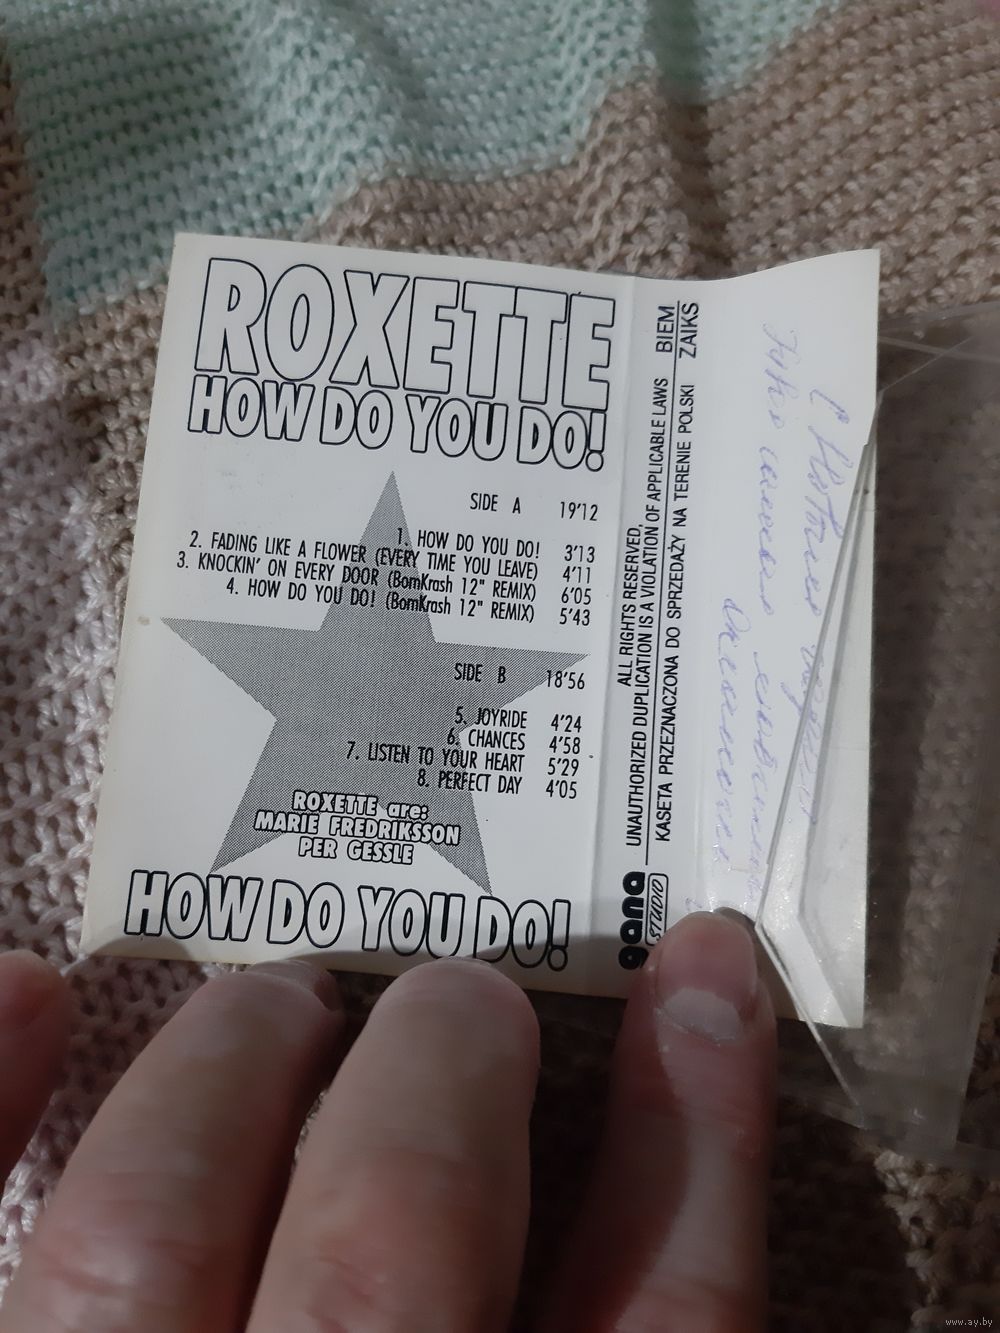 ROXETTE
HOW DO YOU DO!
SIDE A 19'12
1. HOW DO YOU DO! 3'13
2. FADING LIKE A FLOWER (EVERY TIME YOU LEAVE) 4'11
3. KNOCKIN' ON EVERY DOOR (BomKrash 12" REMIX) 6'05
4. HOW DO YOU DO! (BomKrash 12" REMIX) 5'43
SIDE B 18'56
5. JOYRIDE 4'24
6. CHANCES 4'58
7. LISTEN TO YOUR HEART 5'29
8. PERFECT DAY 4'05
ROXETTE are:
MARIE FREDRIKSSON
PER GESSLE
HOW DO YOU DO!
gana
STUDIO
ALL RIGHTS RESERVED,
UNAUTHORIZED DUPLICATION IS A VIOLATION OF APPLICABLE LAWS
KASETA PRZEZNACZONA DO SPRZEDAŻY NA TERENIE POLSKI
BIEM
ZAIKS
www.ay.by